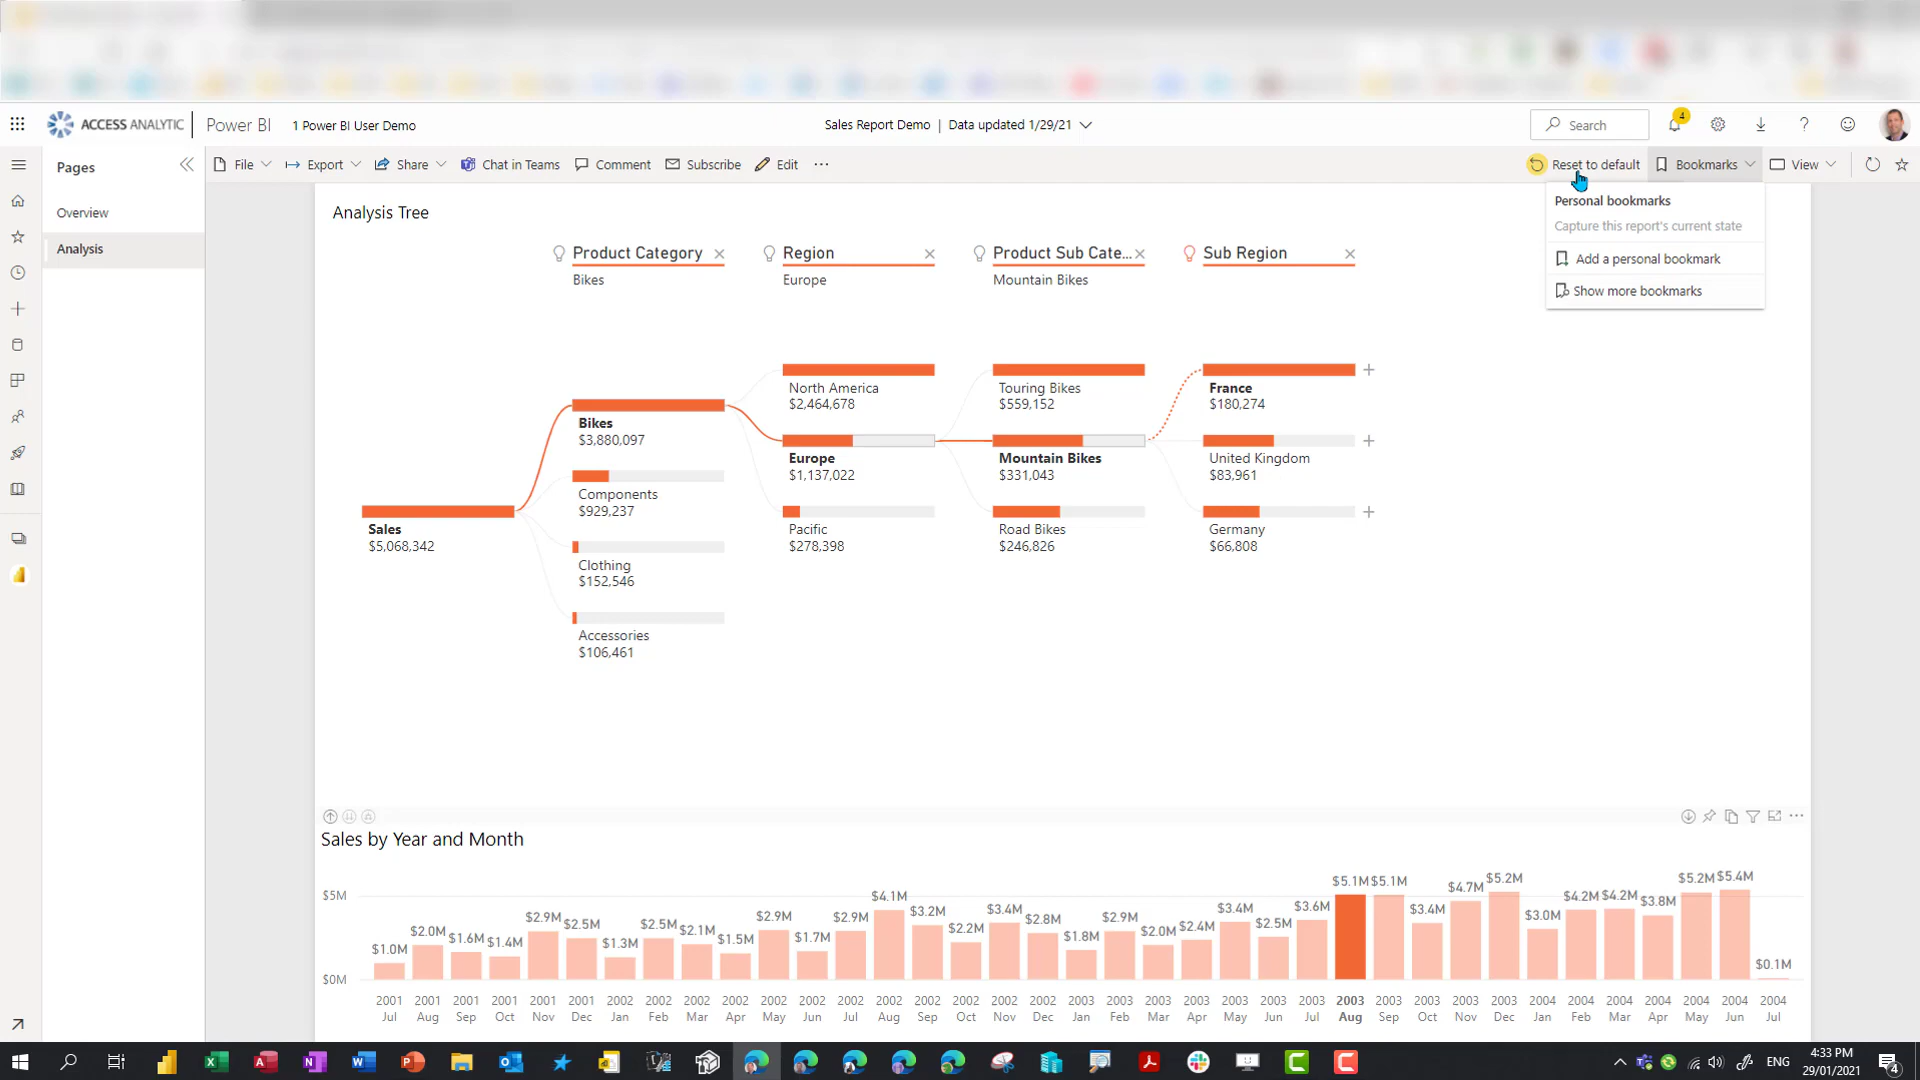 ACCESS ANALYTIC
Power BI
1 Power BI User Demo
Sales Report Demo | Data updated 1/29/21
Search
4
?
Pages
File
Export
Share
Chat in Teams
Comment
Subscribe
Edit
...
Reset to default
Bookmarks
View
Overview
Analysis
Personal bookmarks
Capture this report's current state
Add a personal bookmark
Show more bookmarks
Analysis Tree
Product Category
Bikes
Region
Europe
Product Sub Cate...
Mountain Bikes
Sub Region
Sales
$5,068,342
Bikes
$3,880,097
Components
$929,237
Clothing
$152,546
Accessories
$106,461
North America
$2,464,678
Europe
$1,137,022
Pacific
$278,398
Touring Bikes
$559,152
Mountain Bikes
$331,043
Road Bikes
$246,826
France
$180,274
United Kingdom
$83,961
Germany
$66,808
Sales by Year and Month
$5M
$0M
$1.0M $2.0M $1.6M $1.4M $2.9M $2.5M $1.3M $2.5M $2.1M $1.5M $2.9M $1.7M $2.9M $4.1M $3.2M $2.2M $3.4M $2.8M $1.8M $2.9M $2.0M $2.4M $3.4M $2.5M $3.6M $5.1M $5.1M $3.4M $4.7M $5.2M $3.0M $4.2M $4.2M $3.8M $5.2M $5.4M $0.1M
2001 2001 2001 2001 2001 2001 2002 2002 2002 2002 2002 2002 2002 2002 2002 2002 2002 2002 2003 2003 2003 2003 2003 2003 2003 2003 2003 2003 2003 2003 2004 2004 2004 2004 2004 2004 2004
Jul Aug Sep Oct Nov Dec Jan Feb Mar Apr May Jun Jul Aug Sep Oct Nov Dec Jan Feb Mar Apr May Jun Jul Aug Sep Oct Nov Dec Jan Feb Mar Apr May Jun Jul
ENG
4:33 PM
29/01/2021
4